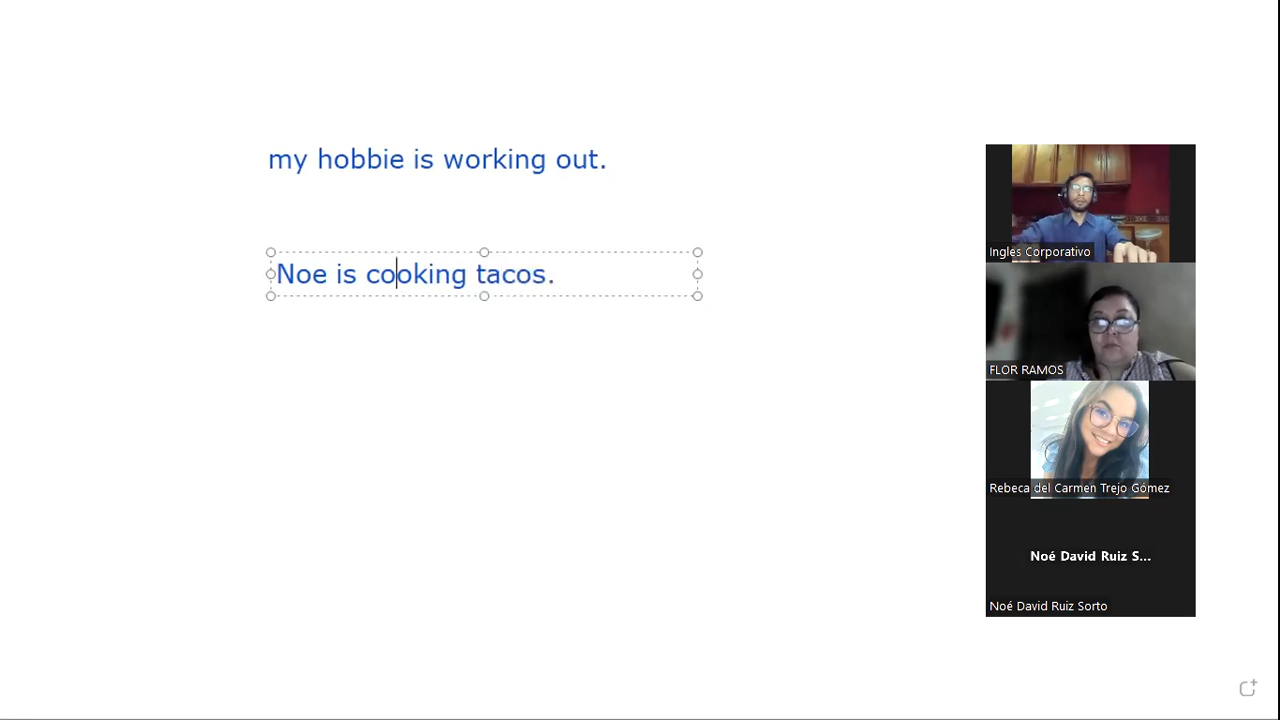 my hobbie is working out.
Noe is cooking tacos.
Ingles Corporativo
FLOR RAMOS
Rebeca del Carmen Trejo Gómez
Noé David Ruiz S...
Noé David Ruiz Sorto